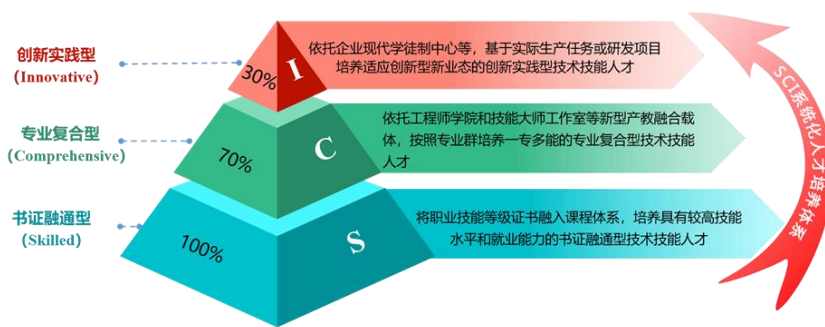 创新实践型
(Innovative)
30%
I
依托企业现代学徒制中心等，基于实际生产任务或研发项目
培养适应创新型新业态的创新实践型技术技能人才
专业复合型
(Comprehensive)
70%
C
依托工程师学院和技能大师工作室等新型产教融合载
体，按照专业群培养一专多能的专业复合型技术技能
人才
书证融通型
(Skilled)
100%
S
将职业技能等级证书融入课程体系，培养具有较高技能
水平和就业能力的书证融通型技术技能人才
SCI系统化人才培养体系